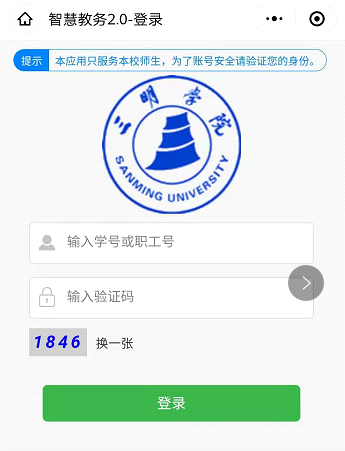 智慧教务2.0-登录
提示 本应用只服务本校师生，为了账号安全请验证您的身份。
三明学院
SANMING UNIVERSITY
输入学号或职工号
输入验证码
1846 换一张
登录